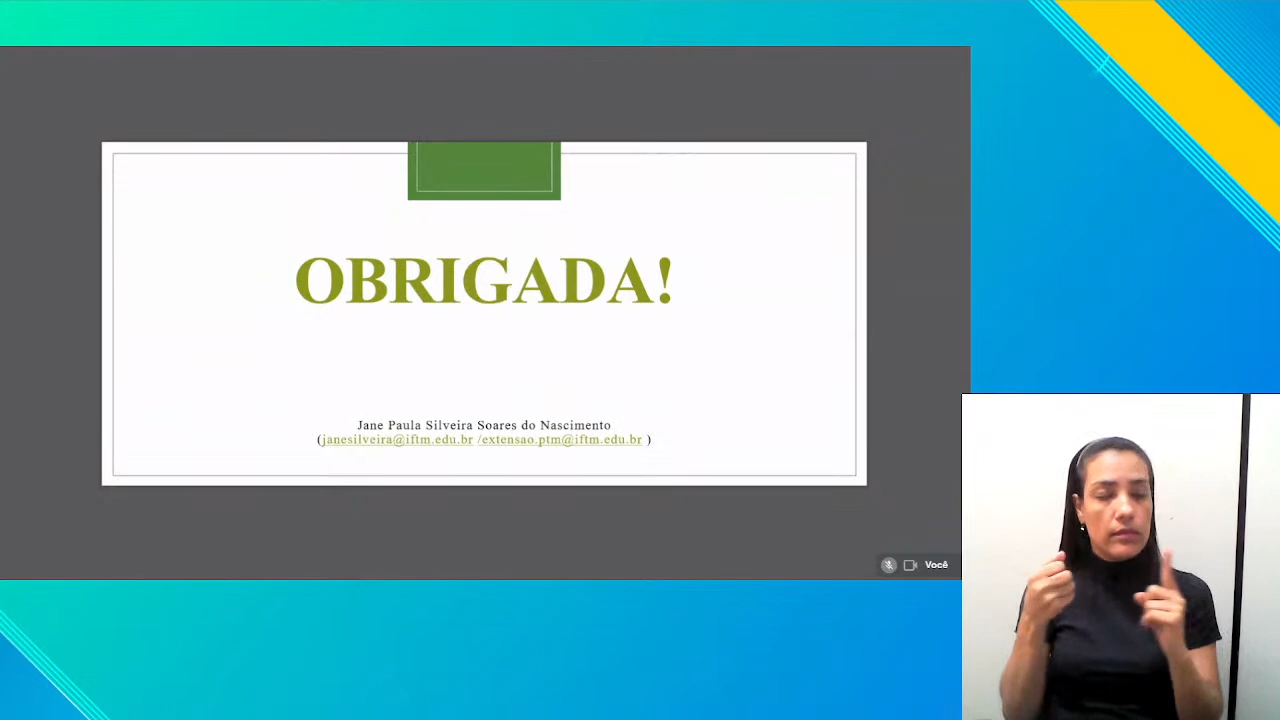 OBRIGADA!
Jane Paula Silveira Soares do Nascimento
(janesilveira@iftm.edu.br /extensao.ptm@iftm.edu.br )
Você